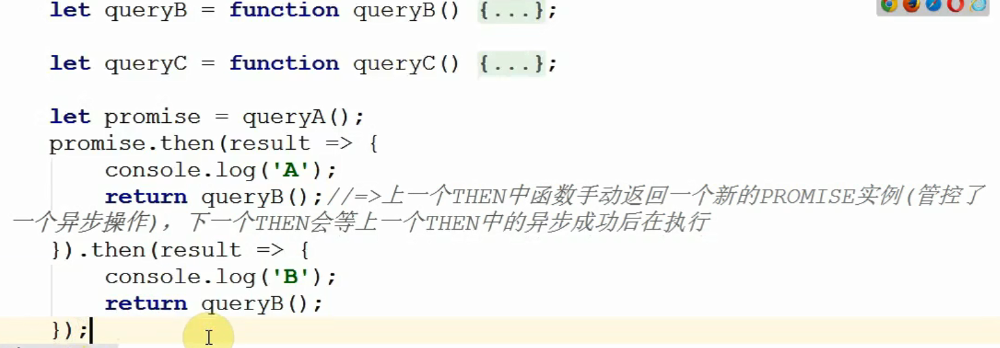 let queryB = function queryB() {...};
let queryC = function queryC() {...};
let promise = queryA();
promise.then(result => {
console.log('A');
return queryB();//=>上一个THEN中函数手动返回一个新的PROMISE实例(管控了
一个异步操作)，下一个THEN会等上一个THEN中的异步成功后在执行
}).then(result => {
console.log('B');
return queryB();
});